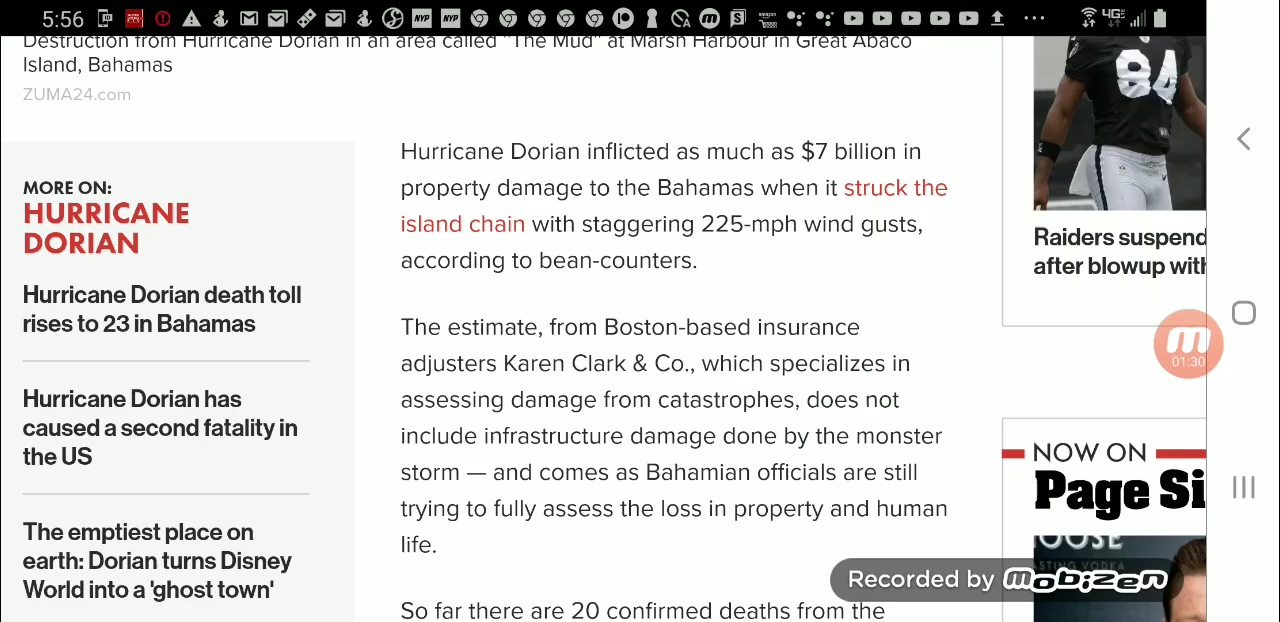 5:56
NYP
NYP
4GE
Destruction from Hurricane Dorian in an area called "The Mud" at Marsh Harbour in Great Abaco
Island, Bahamas
ZUMA24.com
MORE ON:
HURRICANE
DORIAN
Hurricane Dorian death toll
rises to 23 in Bahamas
Hurricane Dorian has
caused a second fatality in
the US
The emptiest place on
earth: Dorian turns Disney
World into a 'ghost town'
Hurricane Dorian inflicted as much as $7 billion in
property damage to the Bahamas when it struck the
island chain with staggering 225-mph wind gusts,
according to bean-counters.
The estimate, from Boston-based insurance
adjusters Karen Clark & Co., which specializes in
assessing damage from catastrophes, does not
include infrastructure damage done by the monster
storm — and comes as Bahamian officials are still
trying to fully assess the loss in property and human
life.
So far there are 20 confirmed deaths from the
84
Raiders suspend
after blowup with
01:30
NOW ON
Page Si
OOSE
ASTING VODKA
Recorded by mobizen